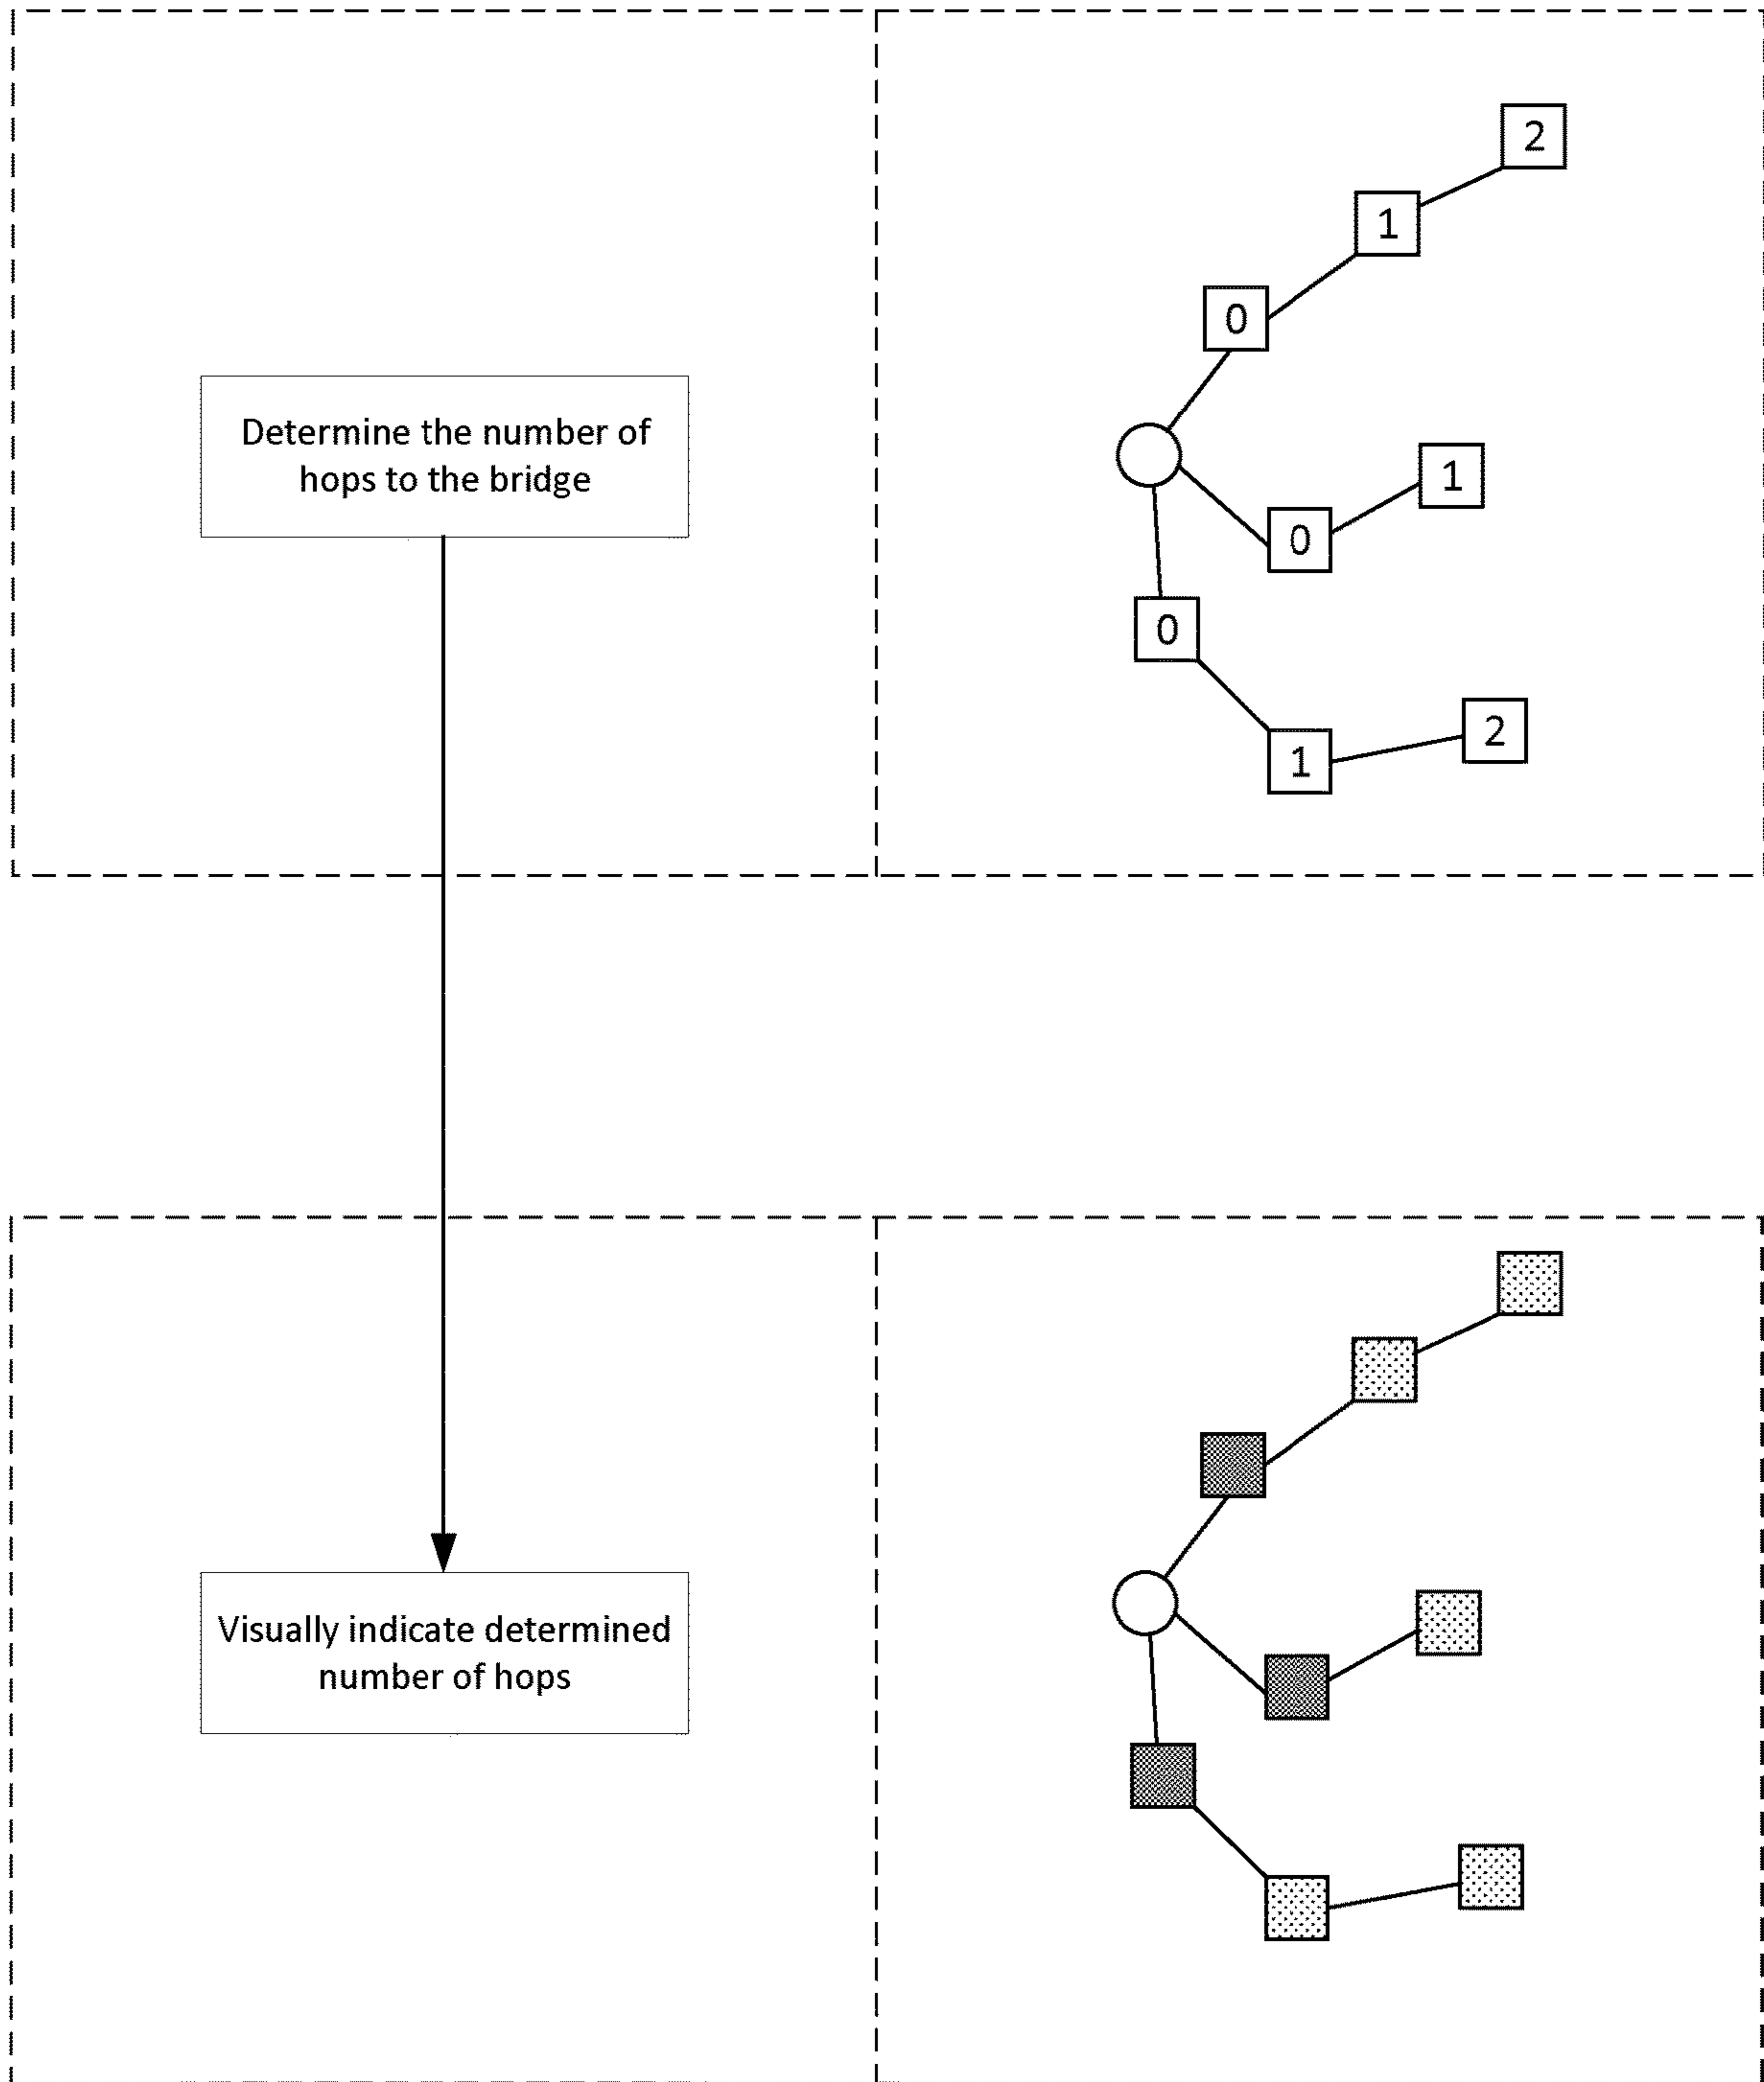 2
1
0
Determine the number of
hops to the bridge
1
0
0
2
1
Visually indicate determined
number of hops